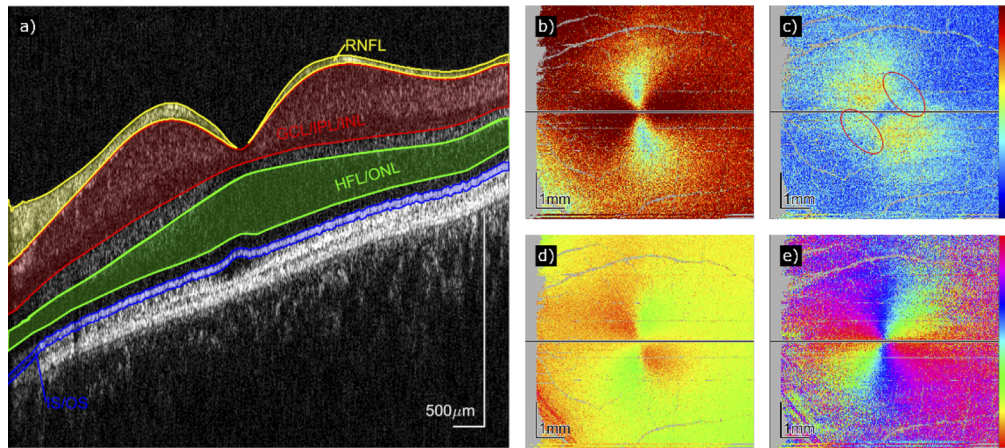 a)
RNFL
GCL/IPL/INL
HFL/ONL
IS/OS
500μm
b)
1mm
c)
1mm
d)
1mm
e)
1mm